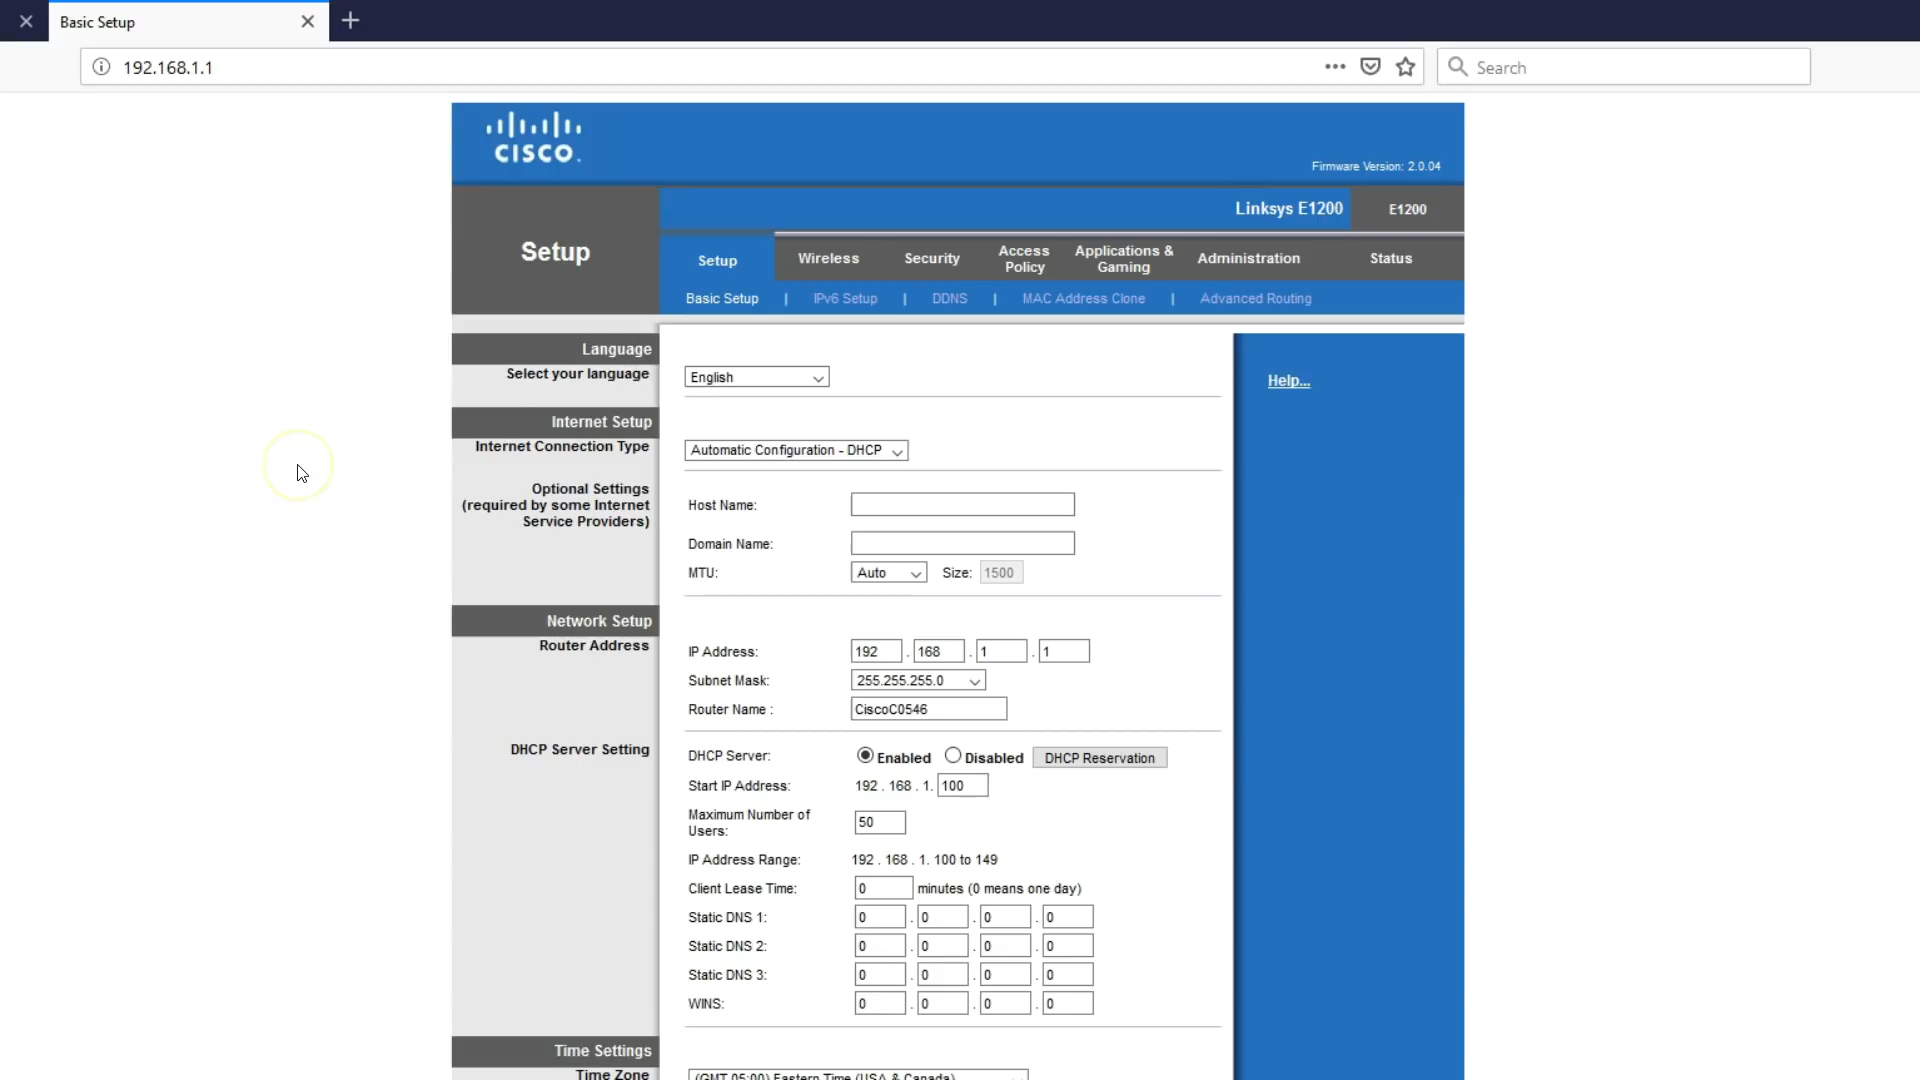 Basic Setup
192.168.1.1
Search
CISCO.
Firmware Version: 2.0.04
Linksys E1200
E1200
Setup
Setup
Wireless
Security
Access Policy
Applications & Gaming
Administration
Status
Basic Setup | IPv6 Setup | DDNS | MAC Address Clone | Advanced Routing
Language
Select your language
English
Help...
Internet Setup
Internet Connection Type
Automatic Configuration - DHCP
Optional Settings
(required by some Internet
Service Providers)
Host Name:
Domain Name:
MTU: Auto Size: 1500
Network Setup
Router Address
IP Address: 192 . 168 . 1 . 1
Subnet Mask: 255.255.255.0
Router Name : CiscoC0546
DHCP Server Setting
DHCP Server: Enabled Disabled DHCP Reservation
Start IP Address: 192 . 168 . 1. 100
Maximum Number of
Users: 50
IP Address Range: 192 . 168 . 1. 100 to 149
Client Lease Time: 0 minutes (0 means one day)
Static DNS 1: 0 . 0 . 0 . 0
Static DNS 2: 0 . 0 . 0 . 0
Static DNS 3: 0 . 0 . 0 . 0
WINS: 0 . 0 . 0 . 0
Time Settings
Time Zone
(GMT-05:00) Eastern Time (USA & Canada)